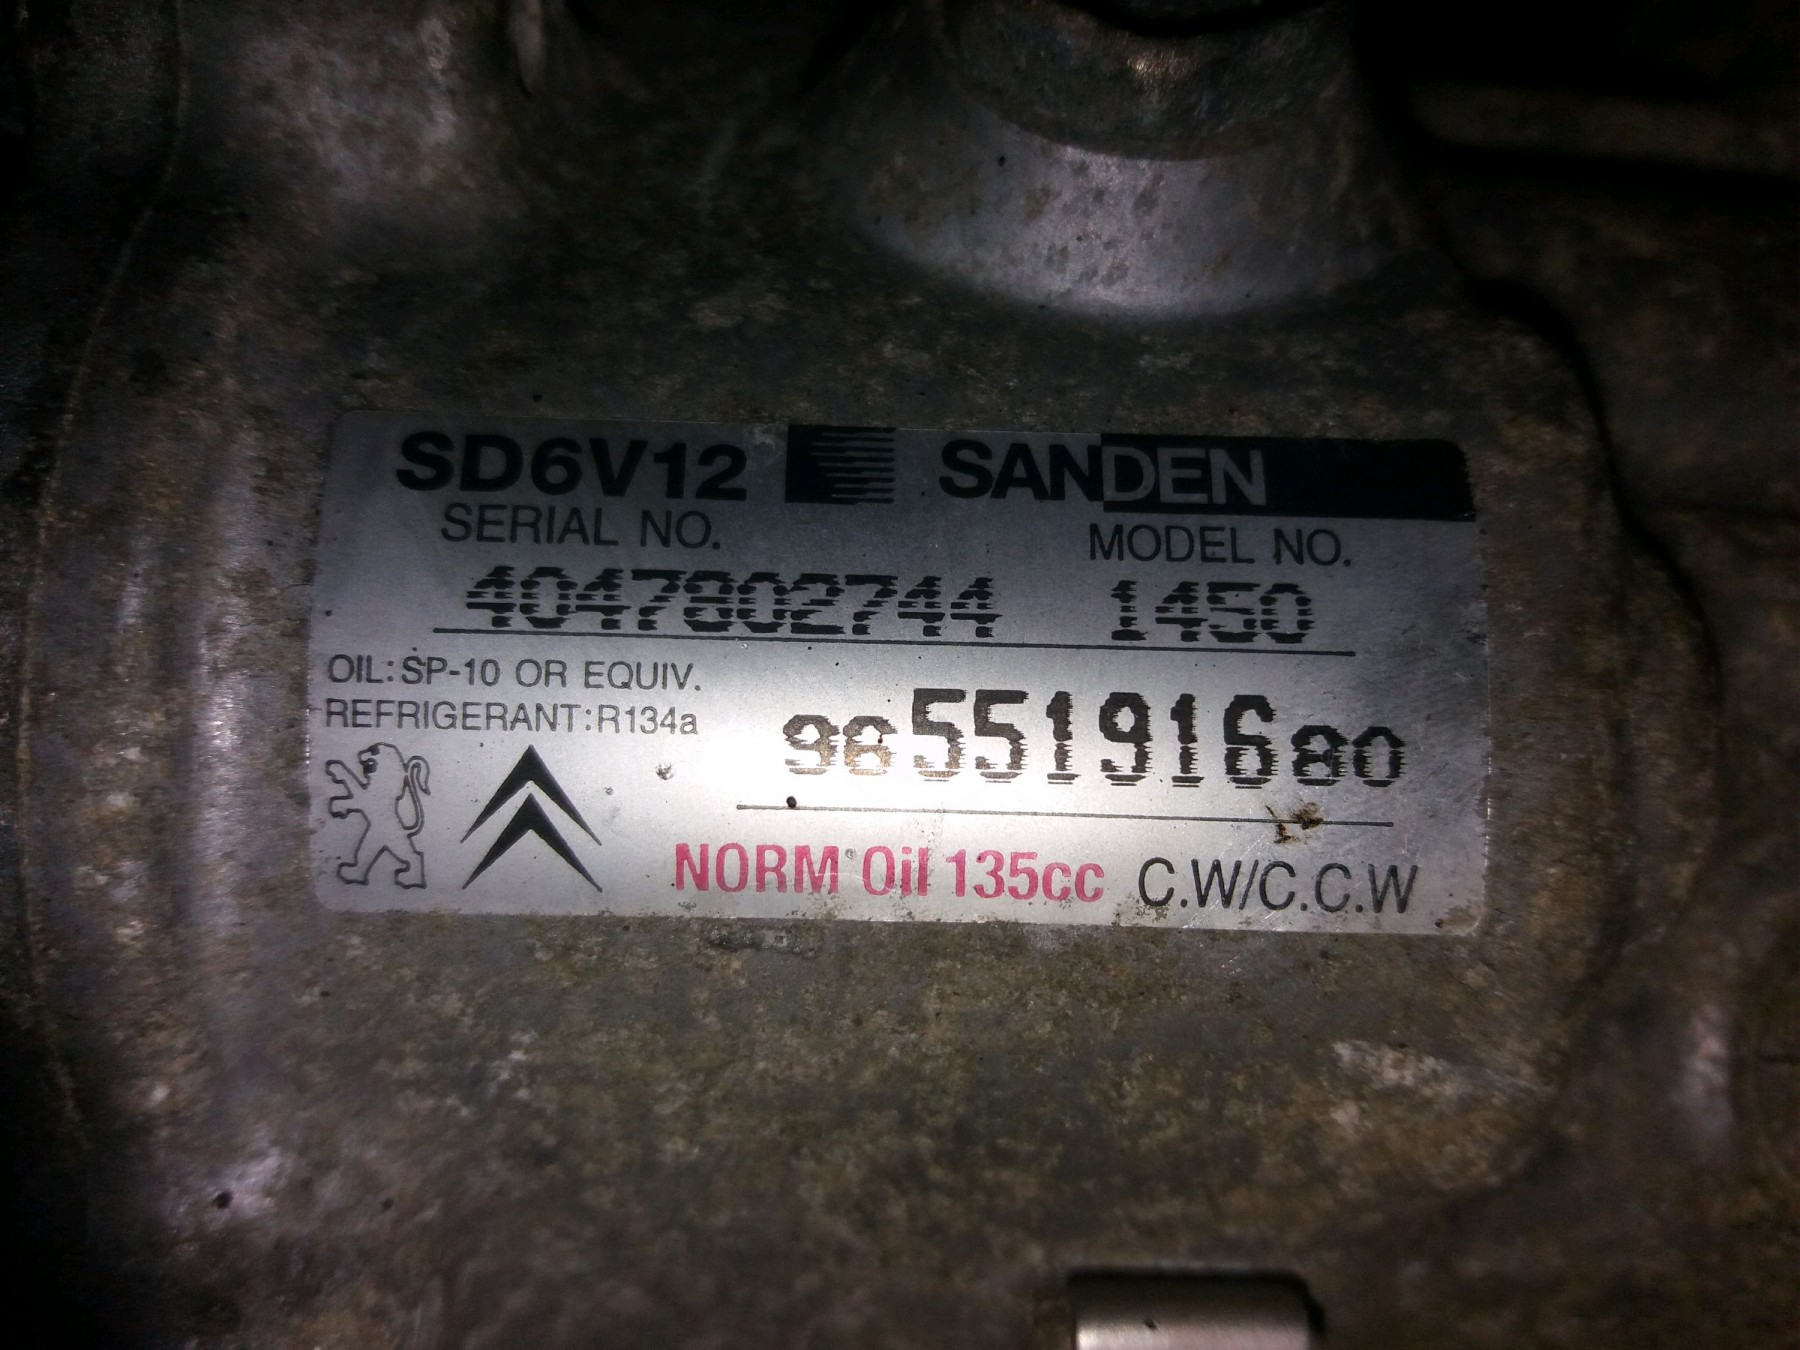 SD6V12 SANDEN
SERIAL NO. MODEL NO.
4047802744 1450
OIL:SP-10 OR EQUIV.
REFRIGERANT:R134a
9655191680
NORM Oil 135cc C.W/C.C.W